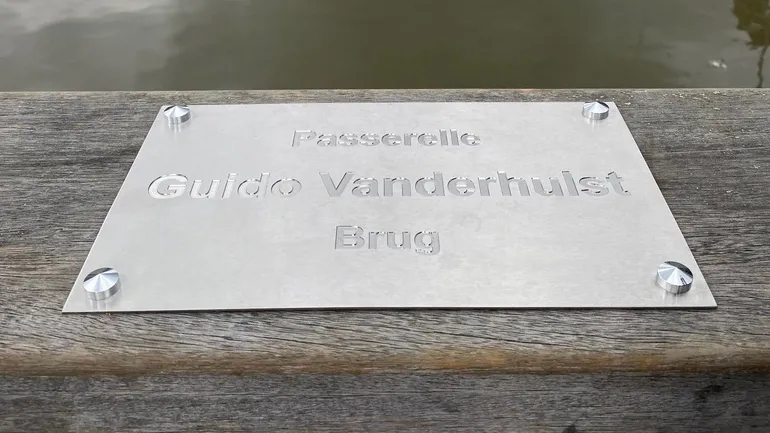 Passerelle
Guido Vanderhulst
Brug